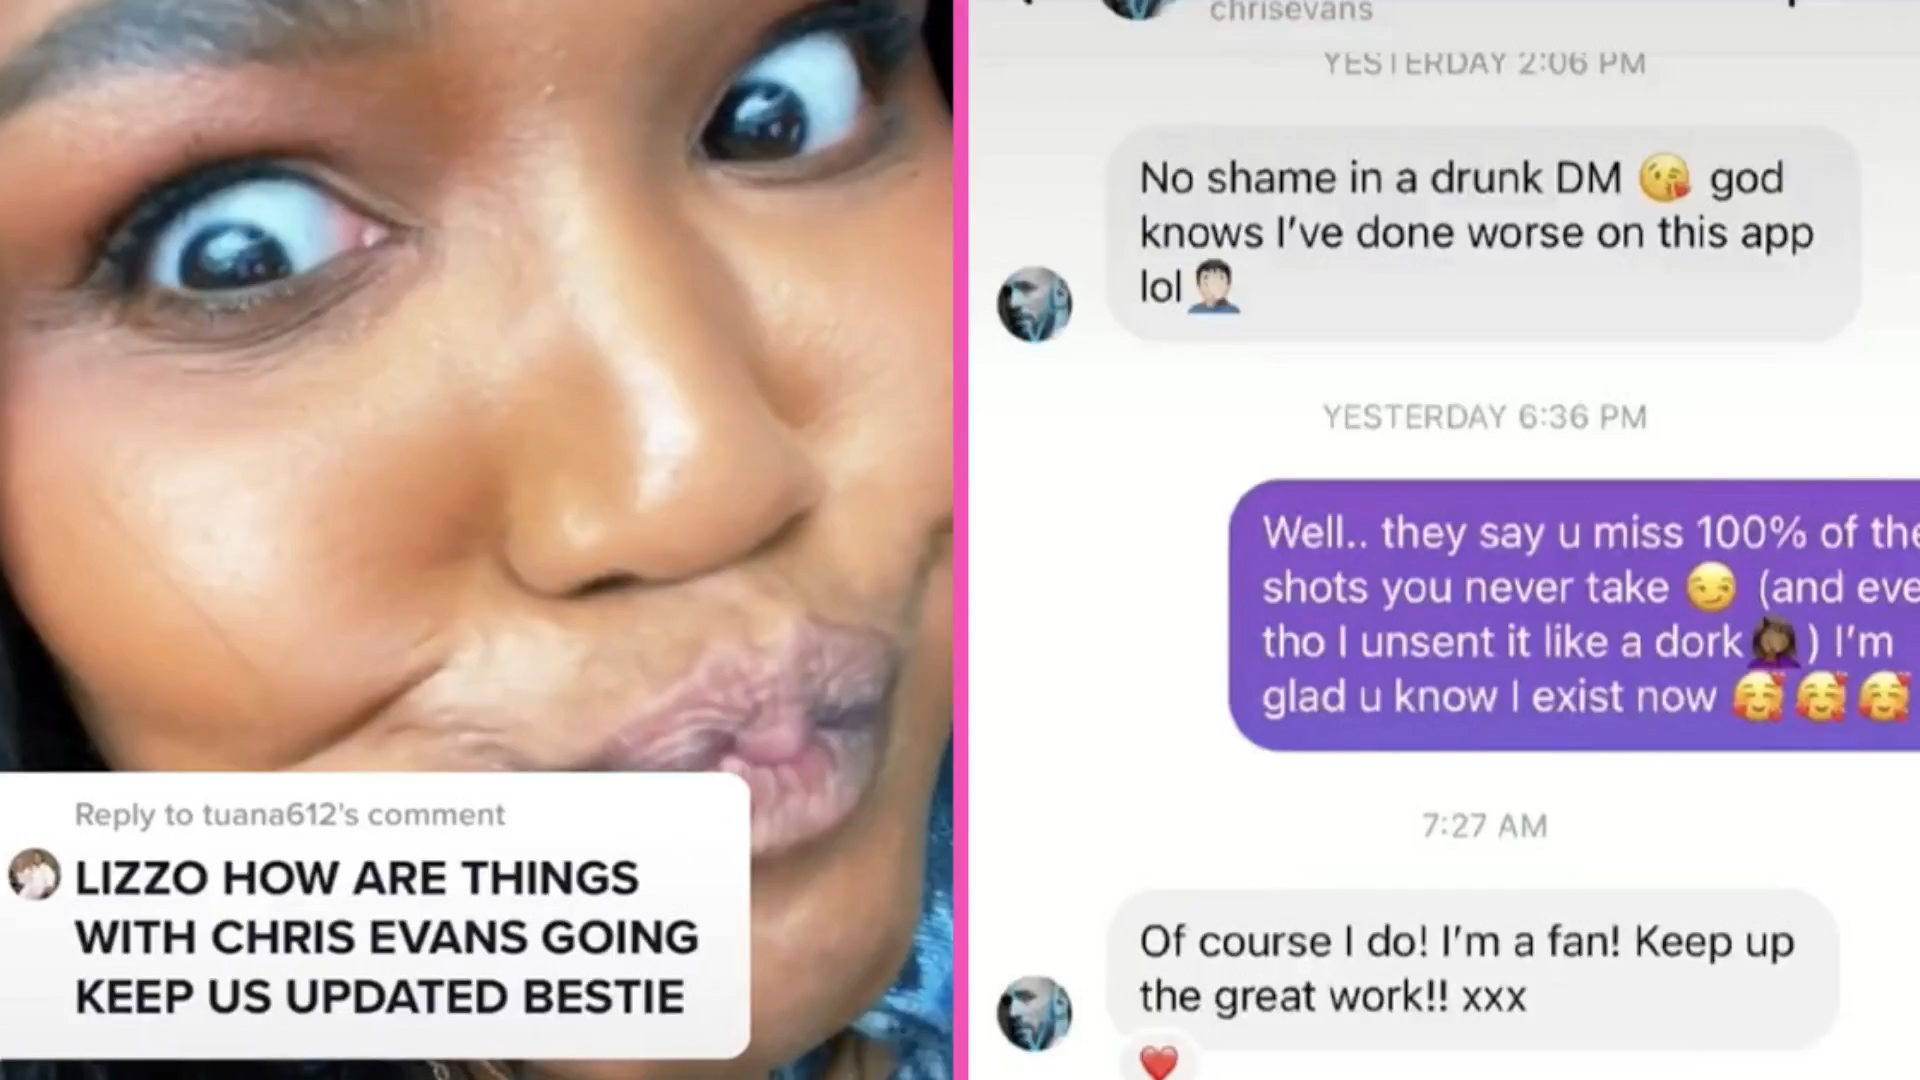 Reply to tuana612's comment
LIZZO HOW ARE THINGS
WITH CHRIS EVANS GOING
KEEP US UPDATED BESTIE
chrisevans
YESTERDAY 2:06 PM
No shame in a drunk DM 😘 god
knows I've done worse on this app
lol 🤦🏻‍♂️
YESTERDAY 6:36 PM
Well.. they say u miss 100% of the
shots you never take 😏 (and eve
tho I unsent it like a dork 🤦🏾‍♀️) I'm
glad u know I exist now 🥰 🥰 🥰
7:27 AM
Of course I do! I'm a fan! Keep up
the great work!! xxx
❤️